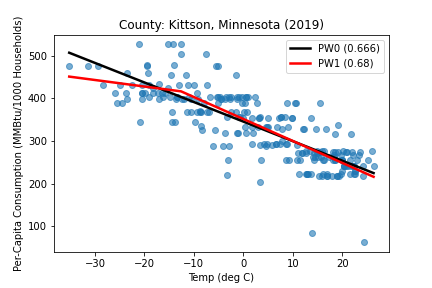 County: Kittson, Minnesota (2019)
PW0 (0.666)
PW1 (0.68)
Per-Capita Consumption (MMBtu/1000 Households)
500
400
300
200
100
−30 −20 −10 0 10 20
Temp (deg C)